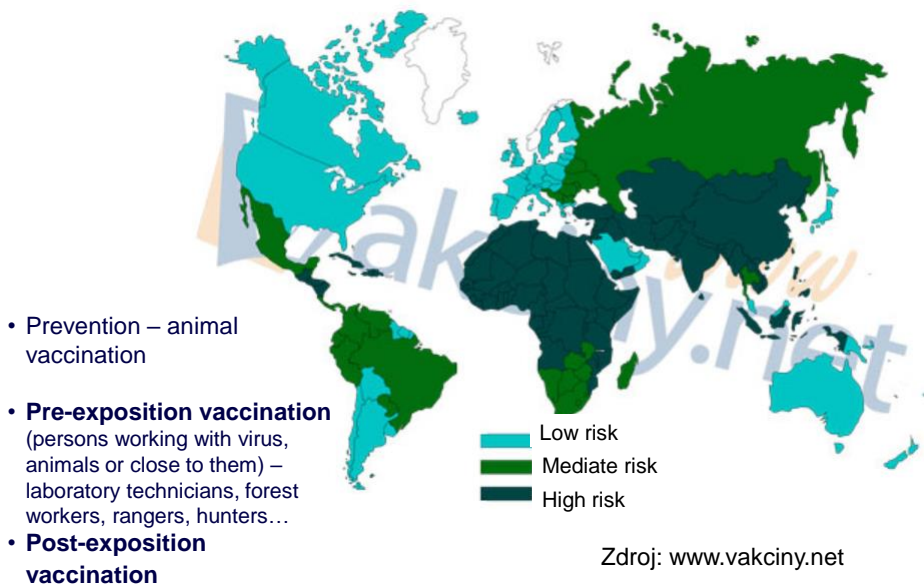 • Prevention – animal
vaccination
• Pre-exposition vaccination
(persons working with virus,
animals or close to them) –
laboratory technicians, forest
workers, rangers, hunters…
• Post-exposition
vaccination
Low risk
Mediate risk
High risk
Zdroj: www.vakciny.net